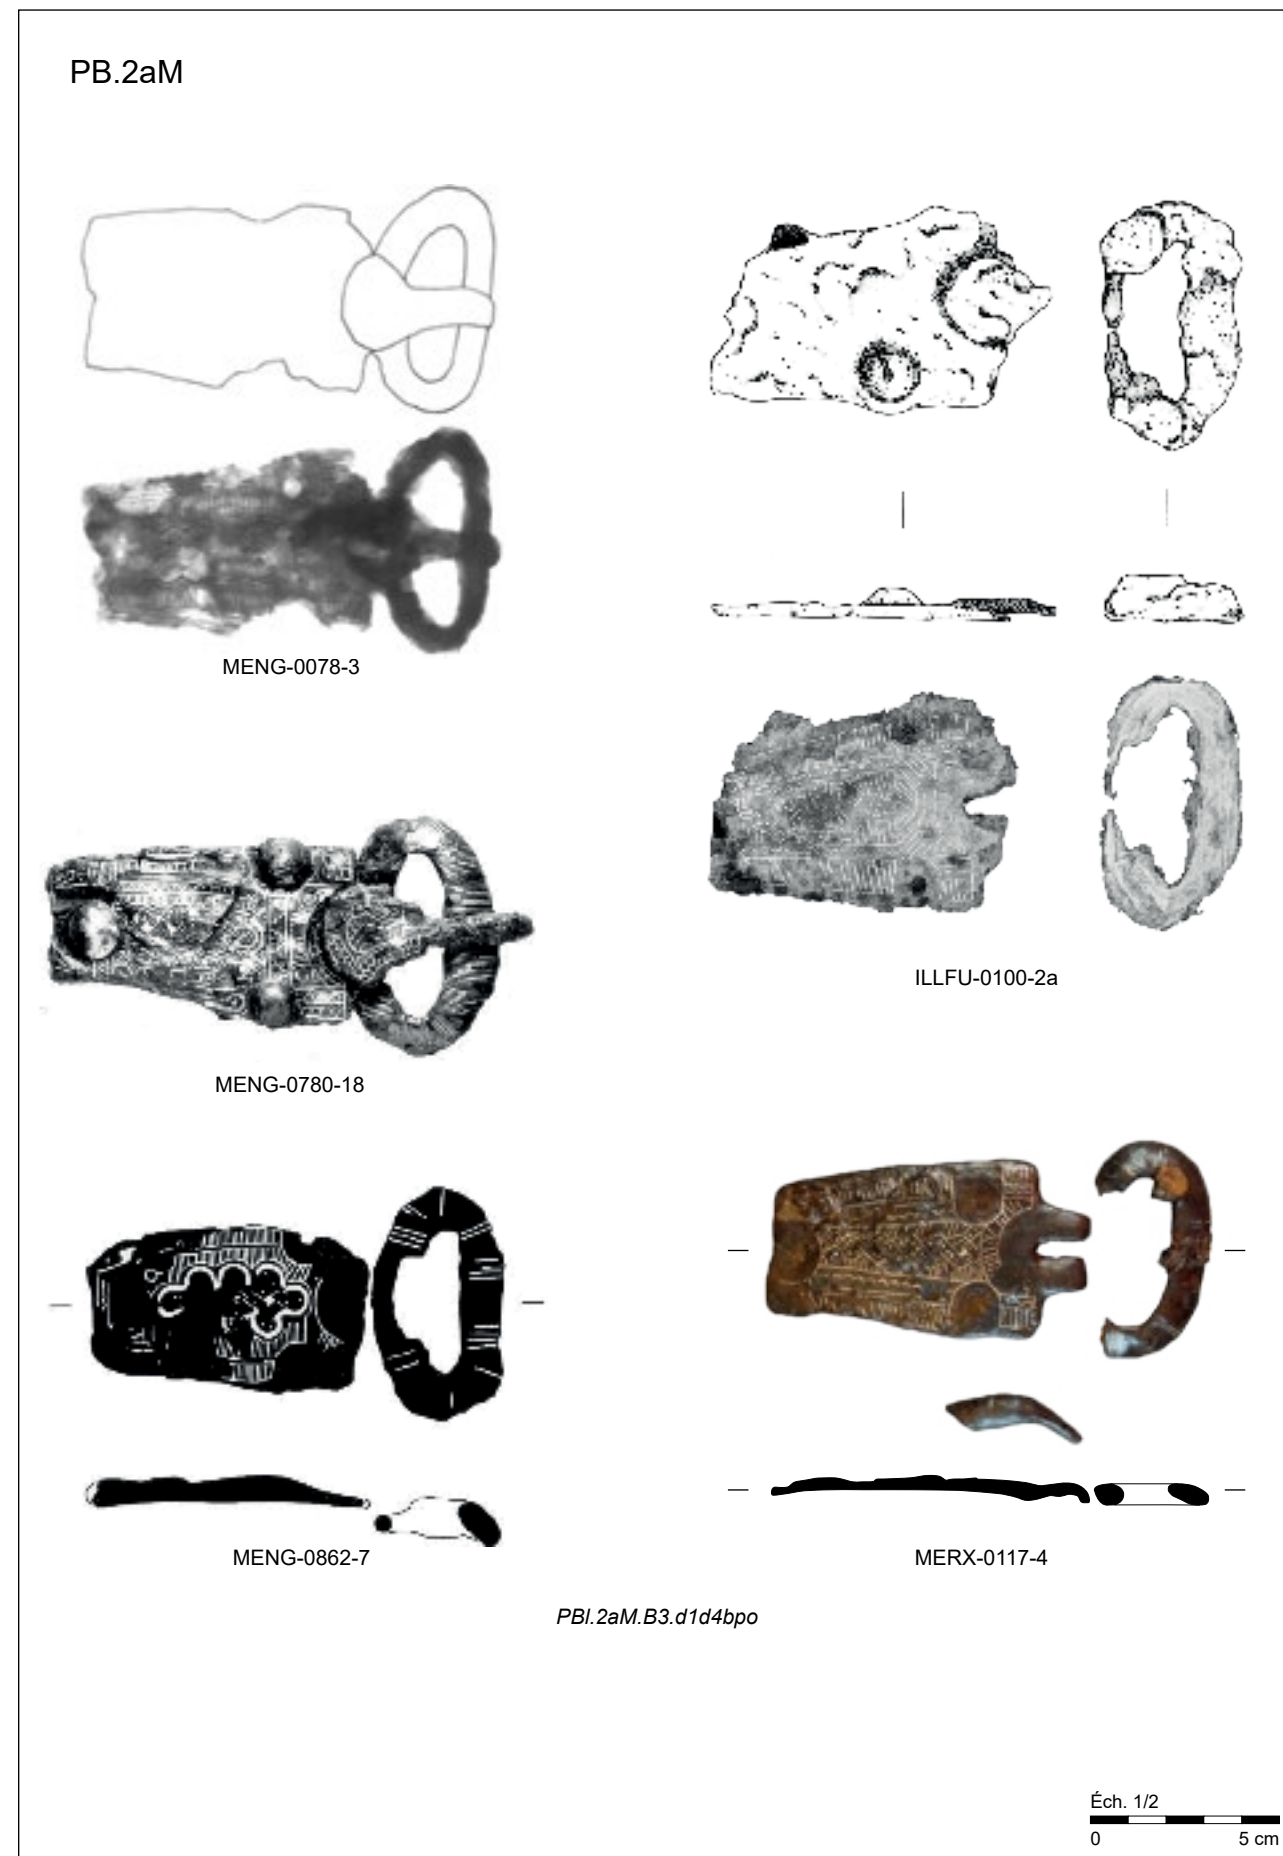 PB.2aM
MENG-0078-3
ILLFU-0100-2a
MENG-0780-18
MENG-0862-7
MERX-0117-4
PBl.2aM.B3.d1d4bpo
Éch. 1/2
0 5 cm